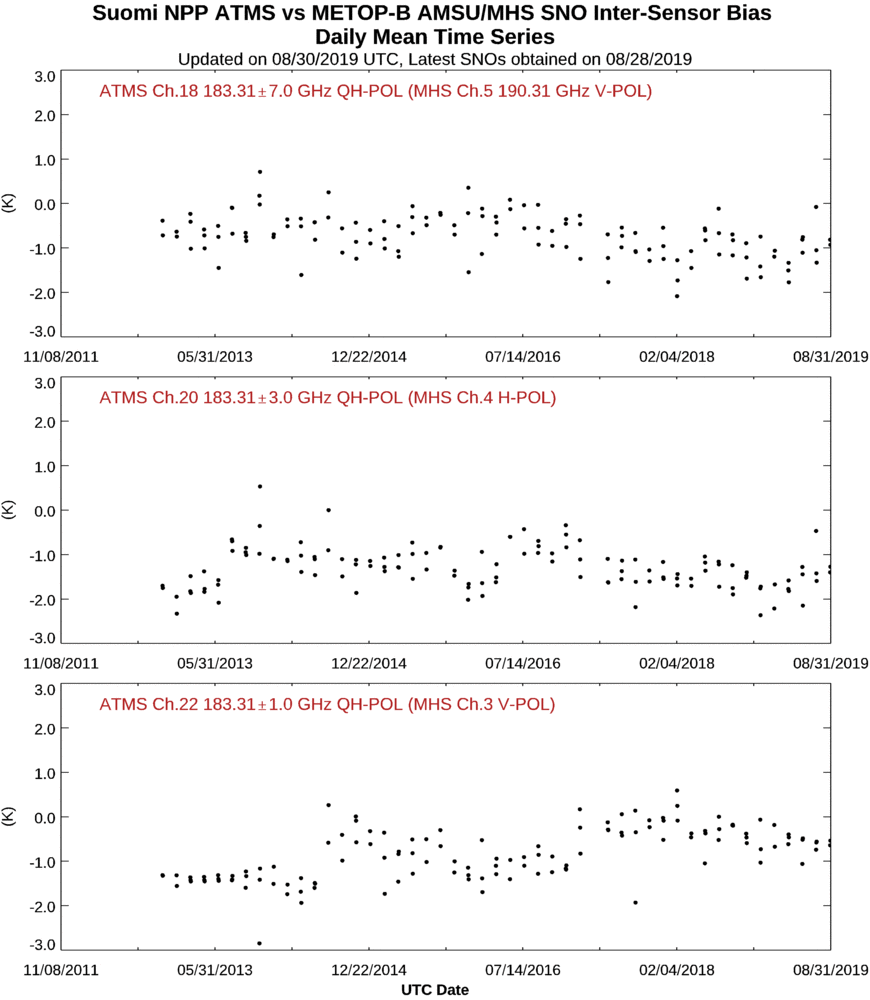 Suomi NPP ATMS vs METOP-B AMSU/MHS SNO Inter-Sensor Bias
Daily Mean Time Series
Updated on 08/30/2019 UTC, Latest SNOs obtained on 08/28/2019
ATMS Ch.18 183.31±7.0 GHz QH-POL (MHS Ch.5 190.31 GHz V-POL)
(K)
3.0
2.0
1.0
0.0
-1.0
-2.0
-3.0
11/08/2011 05/31/2013 12/22/2014 07/14/2016 02/04/2018 08/31/2019
ATMS Ch.20 183.31±3.0 GHz QH-POL (MHS Ch.4 H-POL)
(K)
3.0
2.0
1.0
0.0
-1.0
-2.0
-3.0
11/08/2011 05/31/2013 12/22/2014 07/14/2016 02/04/2018 08/31/2019
ATMS Ch.22 183.31±1.0 GHz QH-POL (MHS Ch.3 V-POL)
(K)
3.0
2.0
1.0
0.0
-1.0
-2.0
-3.0
11/08/2011 05/31/2013 12/22/2014 07/14/2016 02/04/2018 08/31/2019
UTC Date